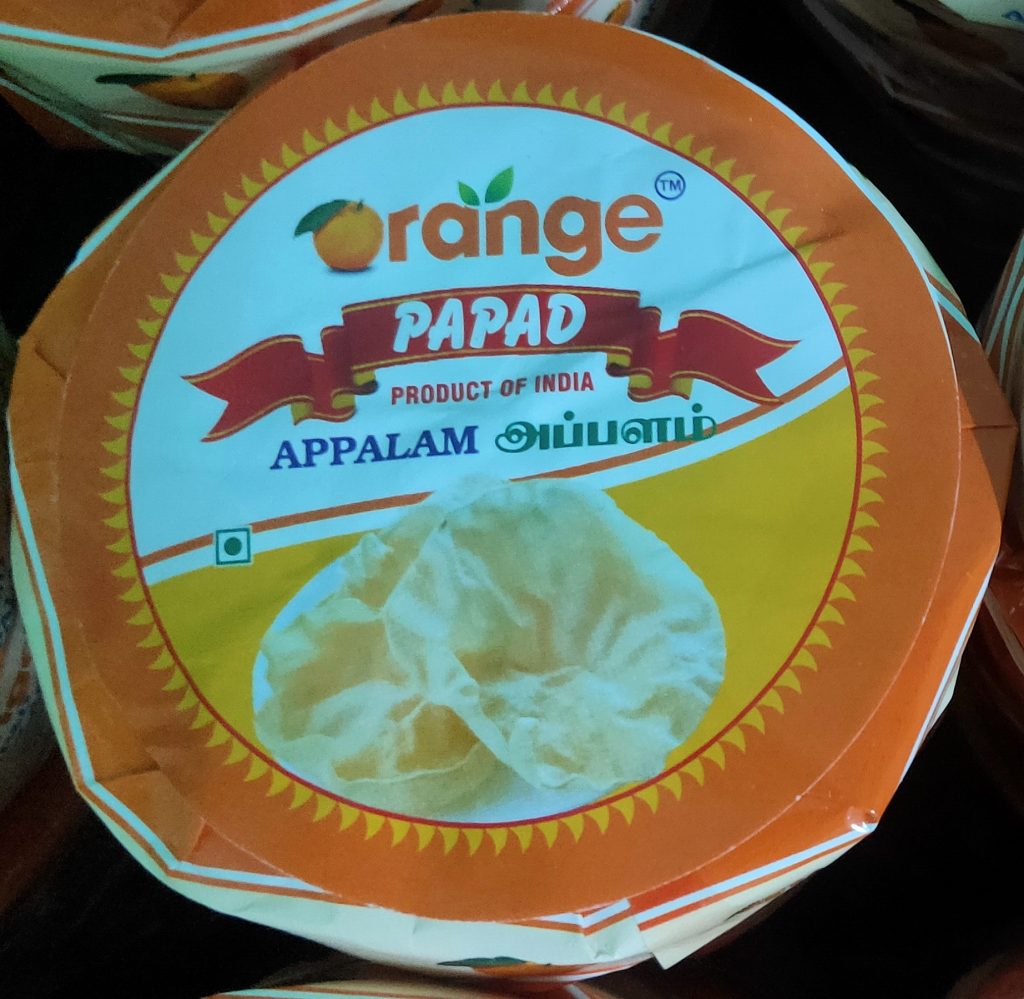 Orange TM
PAPAD
PRODUCT OF INDIA
APPALAM அப்பளம்